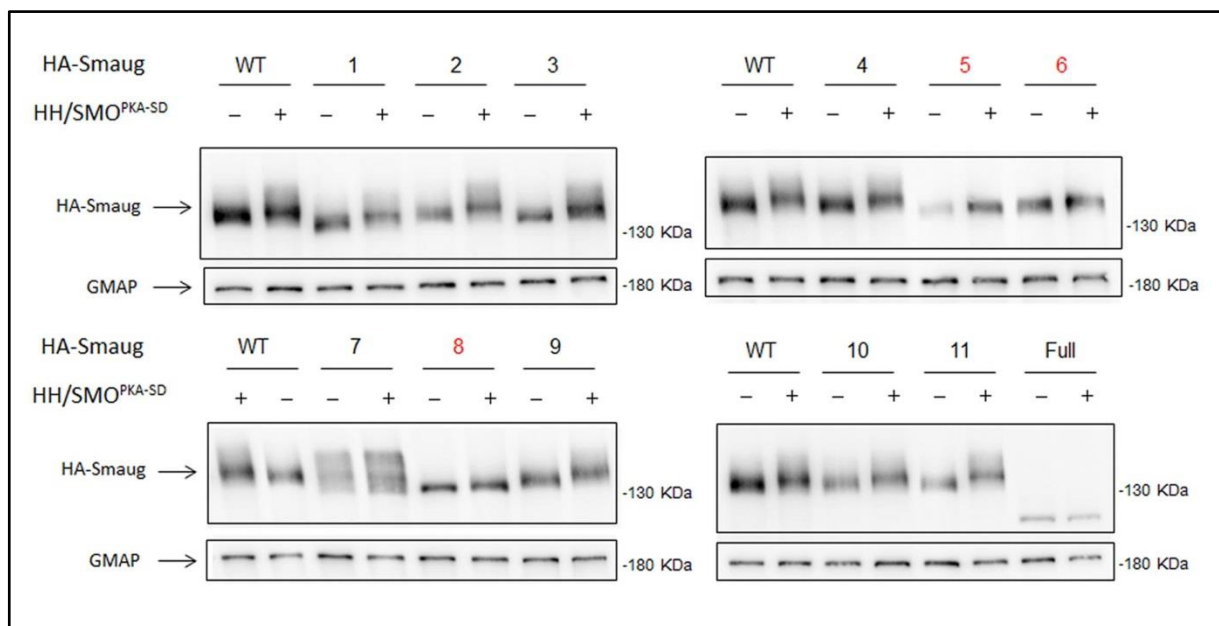 HA-Smaug WT 1 2 3
HH/SMO^PKA-SD – + – + – + – +
HA-Smaug →
-130 KDa
GMAP →
-180 KDa
WT 4 5 6
– + – + – + – +
-130 KDa
-180 KDa
HA-Smaug WT 7 8 9
HH/SMO^PKA-SD + – – + – + – +
HA-Smaug →
-130 KDa
GMAP →
-180 KDa
WT 10 11 Full
– + – + – + – +
-130 KDa
-180 KDa